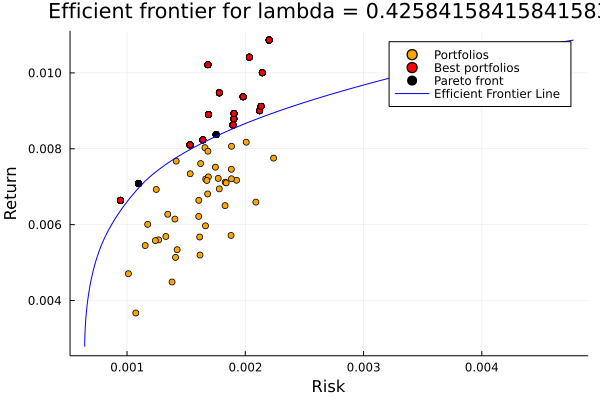 Efficient frontier for lambda = 0.4258415841584158
Portfolios
Best portfolios
Pareto front
Efficient Frontier Line
Return
0.010
0.008
0.006
0.004
0.001
0.002
0.003
0.004
Risk